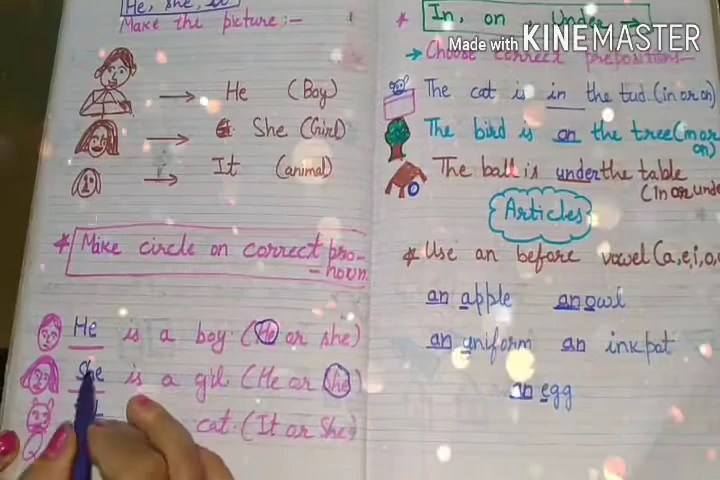 He, she, it
Make the picture:-
He (Boy)
She (Girl)
It (animal)
* Make circle on correct pro-
-noun
He is a boy (He or she)
She is a gil (He or She)
cat. (It or She)
* In, on, Under →
→ Choose correct prepositions-
The cat is in the tud (in or on)
The bird is on the tree (in or
on)
The ball is under the table
(In or unde
Articles
* Use an before vowel (a,e,i,o,
an apple an owl
an uniform an inkpot
an egg
Made with KINEMASTER